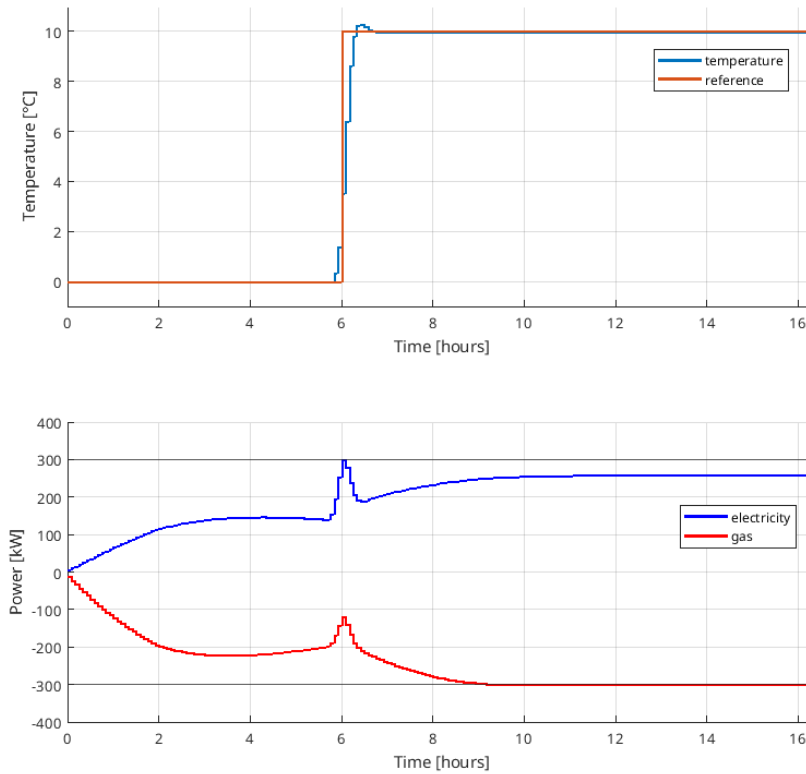 10
8
6
4
2
0
Temperature [°C]
temperature
reference
0 2 4 6 8 10 12 14 16
Time [hours]
400
300
200
100
0
-100
-200
-300
-400
Power [kW]
electricity
gas
0 2 4 6 8 10 12 14 16
Time [hours]